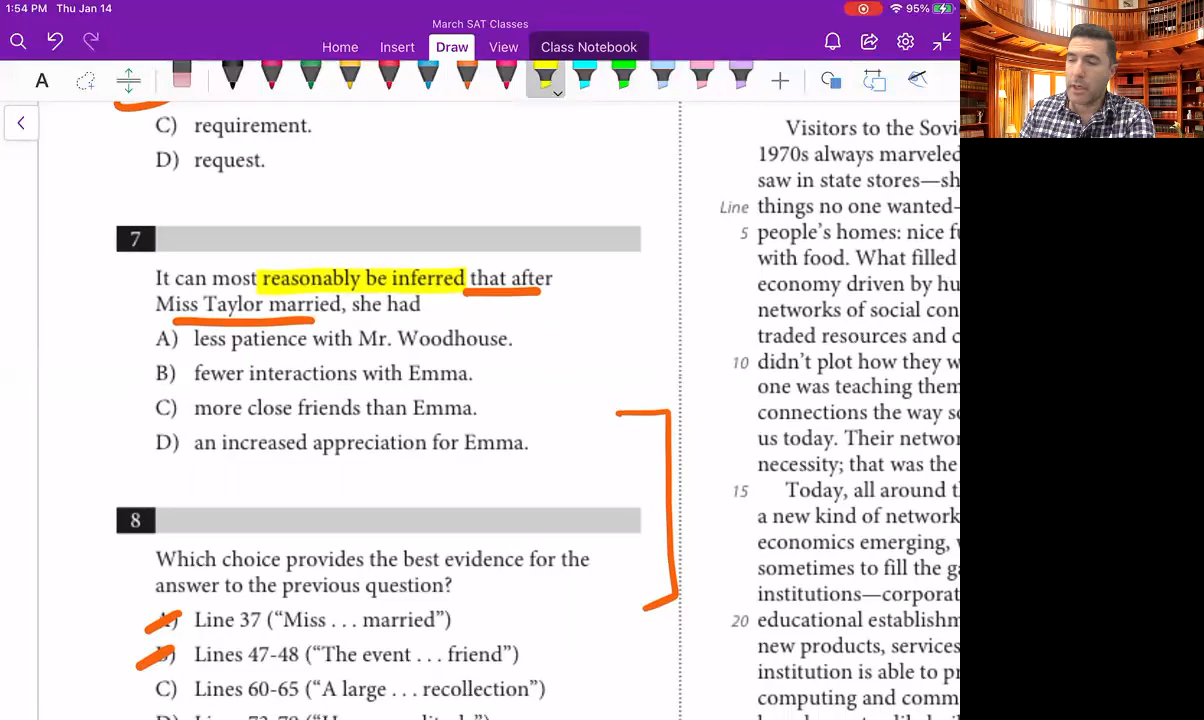 1:54 PM Thu Jan 14
95%
March SAT Classes
Home Insert Draw View Class Notebook
A
C) requirement.
D) request.
7
It can most reasonably be inferred that after
Miss Taylor married, she had
A) less patience with Mr. Woodhouse.
B) fewer interactions with Emma.
C) more close friends than Emma.
D) an increased appreciation for Emma.
8
Which choice provides the best evidence for the
answer to the previous question?
A) Line 37 (“Miss . . . married”)
B) Lines 47-48 (“The event . . . friend”)
C) Lines 60-65 (“A large . . . recollection”)
Visitors to the Sovi
1970s always marveled
saw in state stores—sh
Line things no one wanted–
5 people’s homes: nice fu
with food. What filled
economy driven by hu
networks of social con
traded resources and c
10 didn’t plot how they w
one was teaching them
connections the way so
us today. Their networ
necessity; that was the
15 Today, all around t
a new kind of network
economics emerging, w
sometimes to fill the ga
institutions—corporat
20 educational establishm
new products, services
institution is able to pr
computing and comm